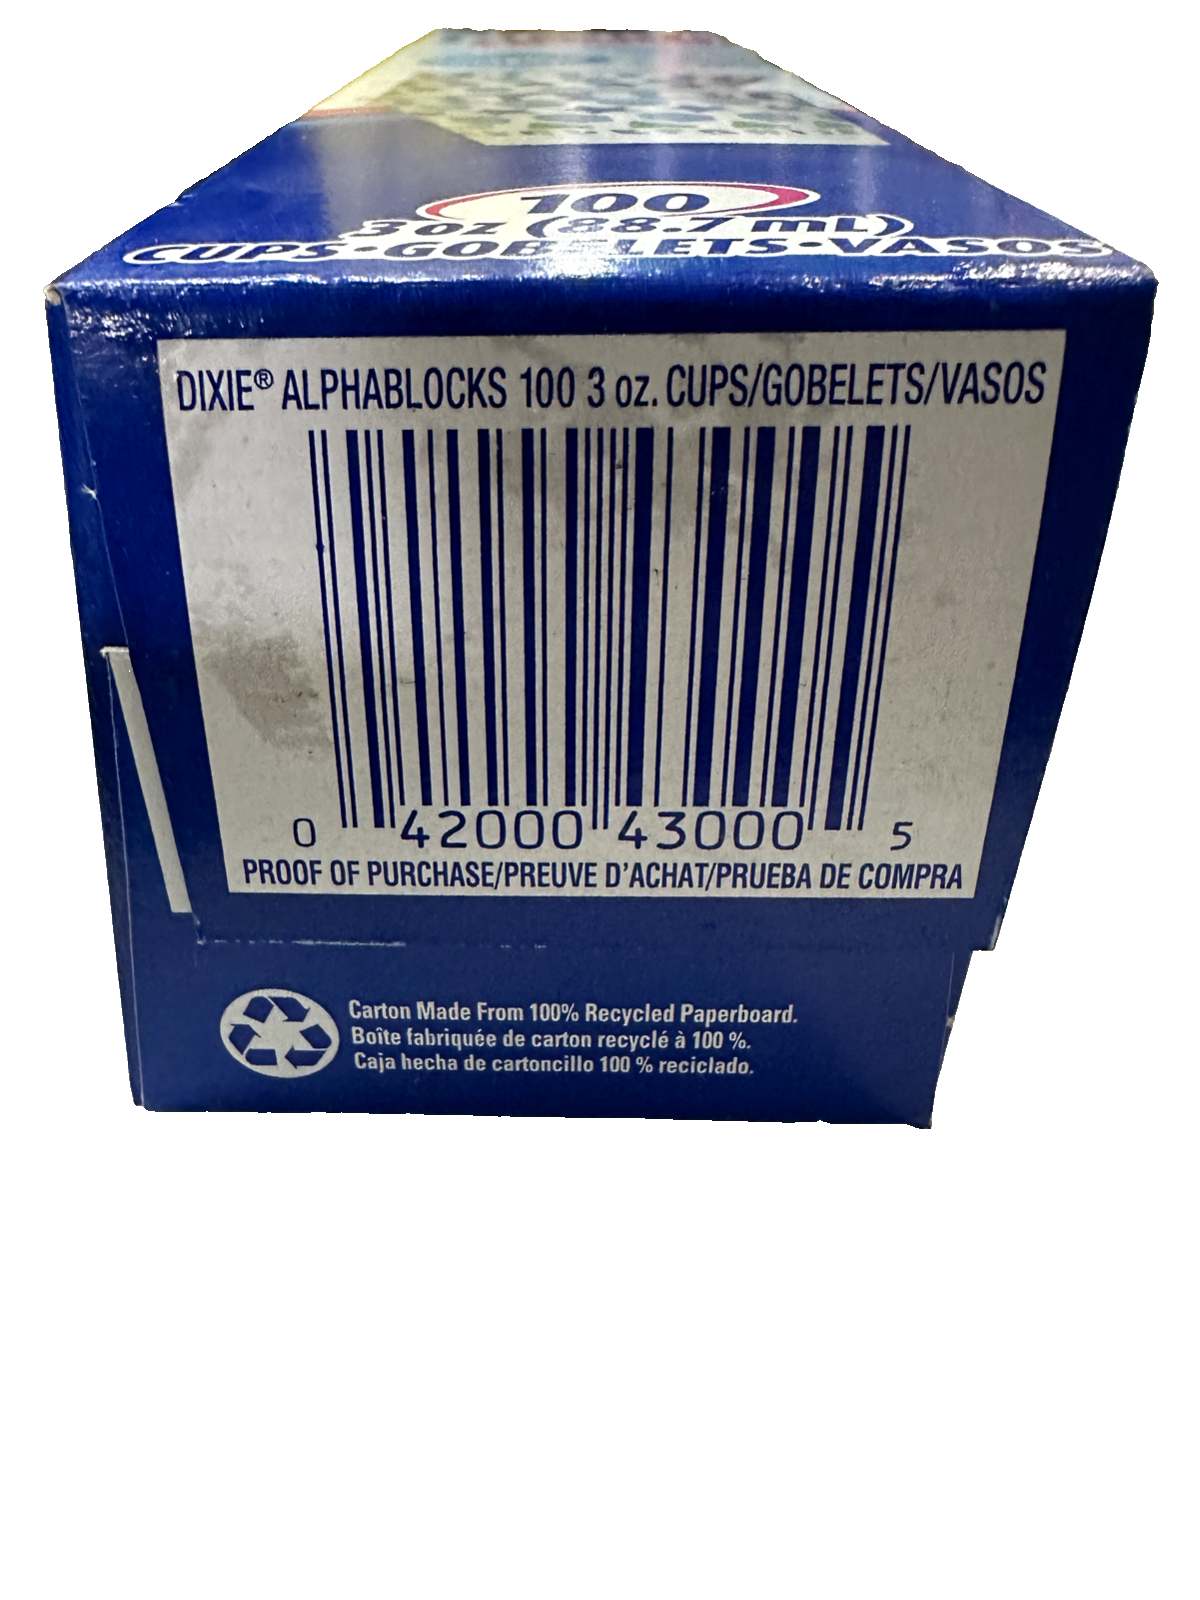 100
3 oz (88.7 mL)
CUPS•GOBELETS•VASOS
DIXIE® ALPHABLOCKS 100 3 oz. CUPS/GOBELETS/VASOS
0 42000 43000 5
PROOF OF PURCHASE/PREUVE D'ACHAT/PRUEBA DE COMPRA
Carton Made From 100% Recycled Paperboard.
Boîte fabriquée de carton recyclé à 100 %.
Caja hecha de cartoncillo 100 % reciclado.